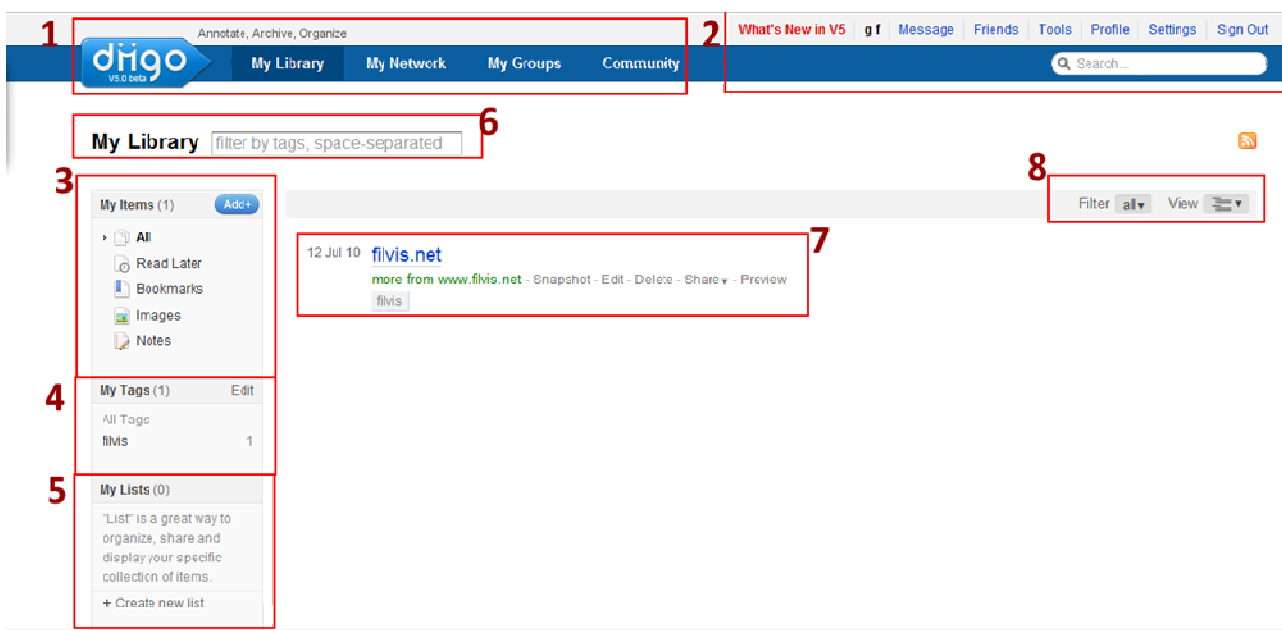 1
Annotate, Archive, Organize
2
What's New in V5 g f Message Friends Tools Profile Settings Sign Out
diigo
V5.0 beta
My Library My Network My Groups Community
Search...
6
My Library filter by tags, space-separated
3
8
My Items (1) Add+
Filter all▾ View
All
Read Later
Bookmarks
Images
Notes
7
12 Jul 10 filvis.net
more from www.filvis.net - Snapshot - Edit - Delete - Share ▾ - Preview
filvis
4
My Tags (1) Edit
All Tags
filvis 1
5
My Lists (0)
"List" is a great way to
organize, share and
display your specific
collection of items.
+ Create new list